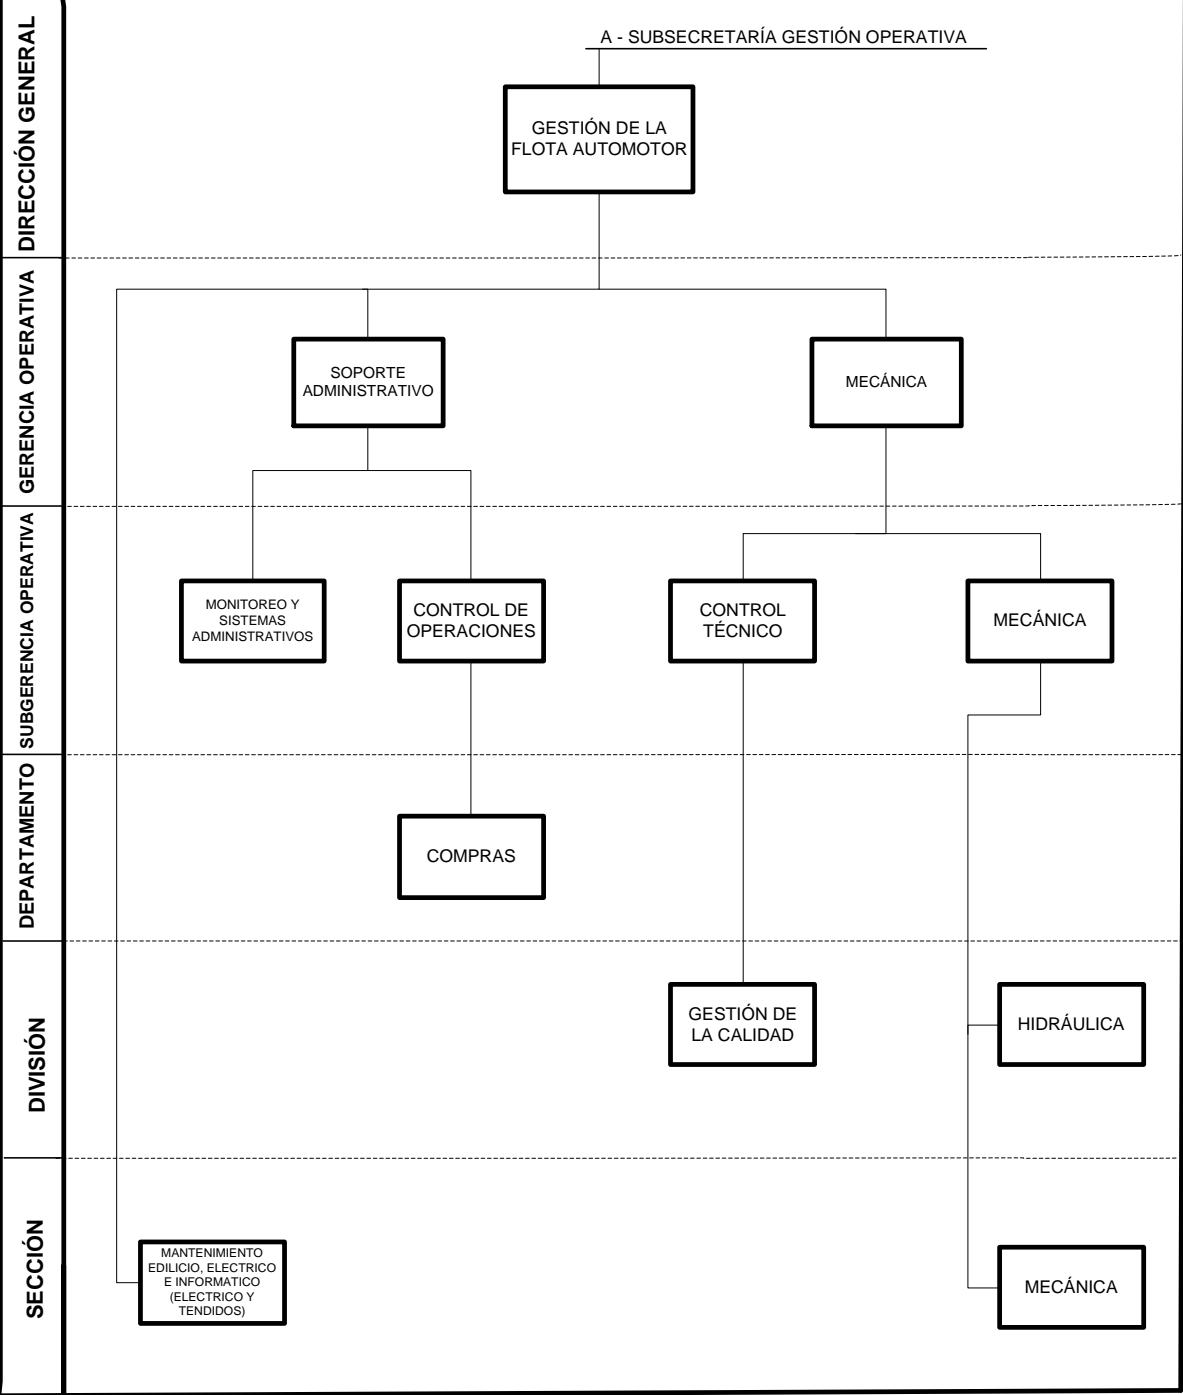 A - SUBSECRETARÍA GESTIÓN OPERATIVA
DIRECCIÓN GENERAL
GESTIÓN DE LA
FLOTA AUTOMOTOR
GERENCIA OPERATIVA
SOPORTE
ADMINISTRATIVO
MECÁNICA
SUBGERENCIA OPERATIVA
MONITOREO Y
SISTEMAS
ADMINISTRATIVOS
CONTROL DE
OPERACIONES
CONTROL
TÉCNICO
MECÁNICA
DEPARTAMENTO
COMPRAS
DIVISIÓN
GESTIÓN DE
LA CALIDAD
HIDRÁULICA
SECCIÓN
MANTENIMIENTO
EDILICIO, ELECTRICO
E INFORMATICO
(ELECTRICO Y
TENDIDOS)
MECÁNICA